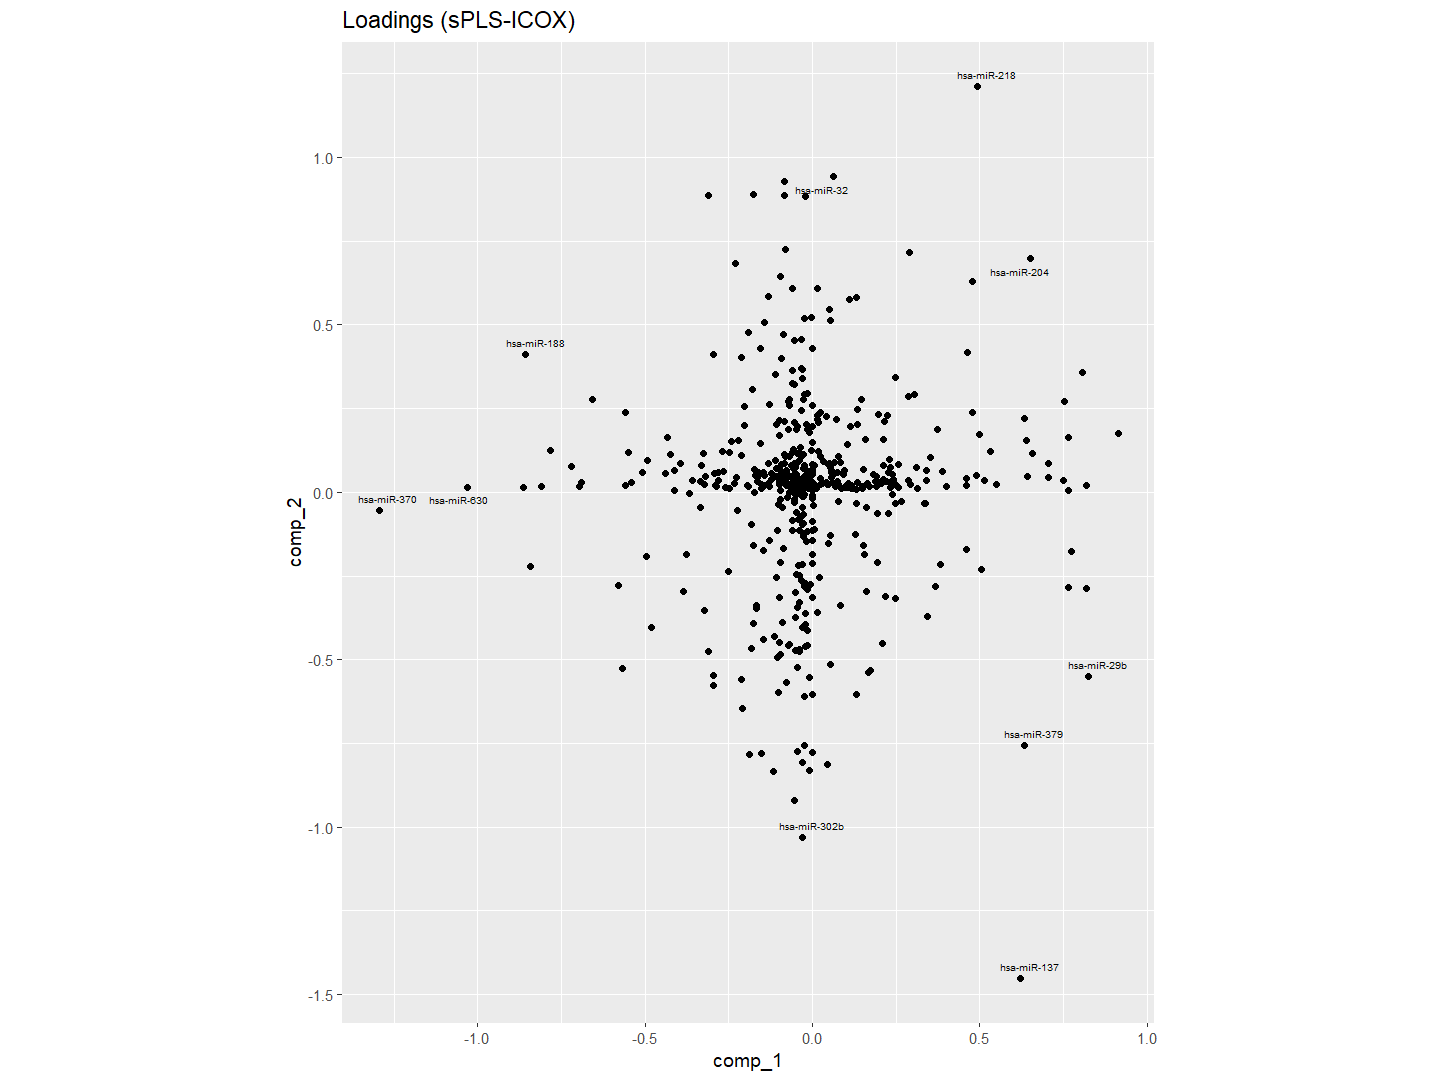 Loadings (sPLS-ICOX)
hsa-miR-218
1.0
hsa-miR-32
hsa-miR-204
0.5
hsa-miR-188
0.0
hsa-miR-370
hsa-miR-630
comp_2
-0.5
hsa-miR-29b
hsa-miR-379
-1.0
hsa-miR-302b
hsa-miR-137
-1.5
-1.0
-0.5
0.0
0.5
1.0
comp_1